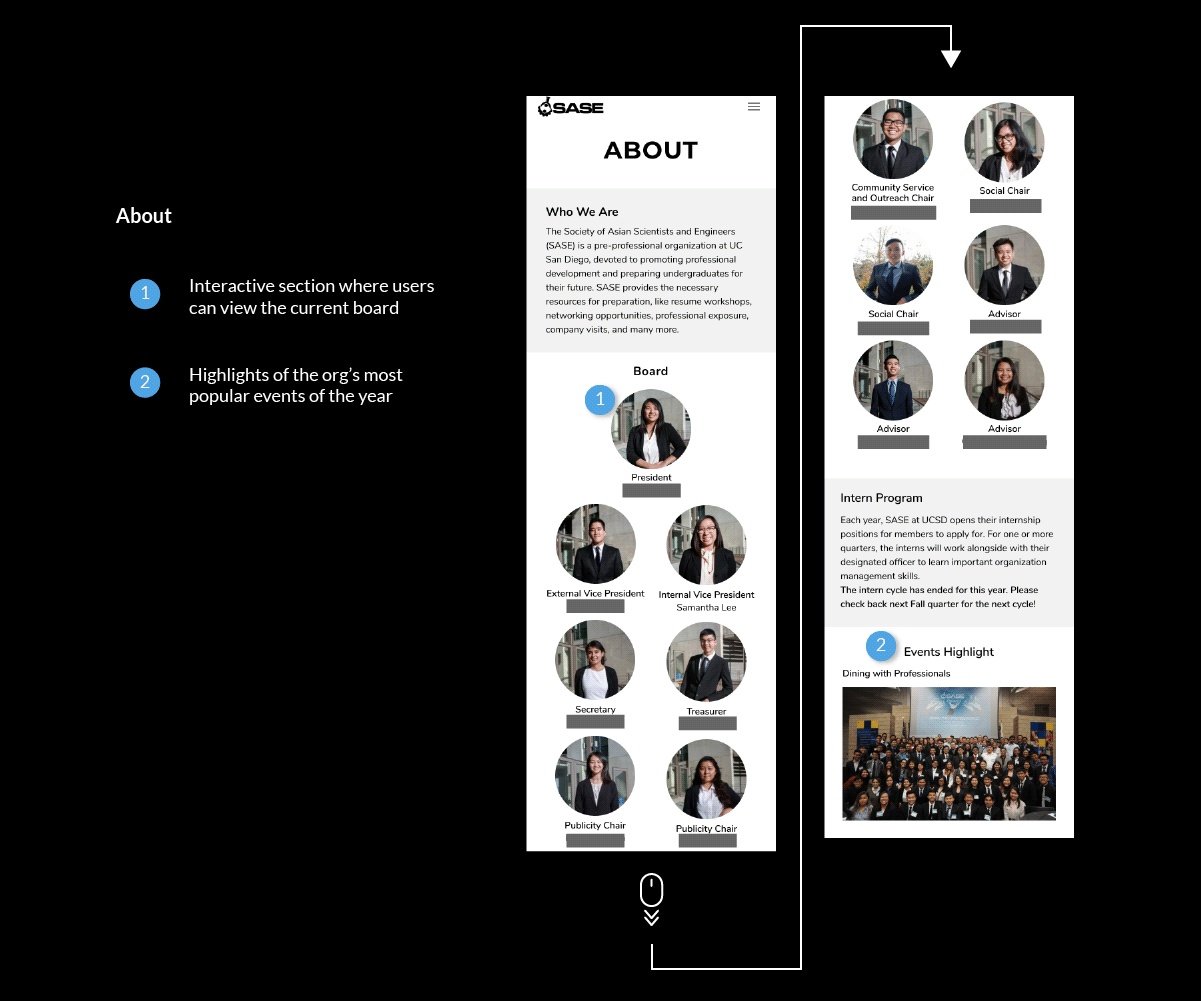 About
1
Interactive section where users
can view the current board
2
Highlights of the org's most
popular events of the year
SASE
ABOUT
Who We Are
The Society of Asian Scientists and Engineers
(SASE) is a pre-professional organization at UC
San Diego, devoted to promoting professional
development and preparing undergraduates for
their future. SASE provides the necessary
resources for preparation, like resume workshops,
networking opportunities, professional exposure,
company visits, and many more.
Board
1
President
External Vice President
Internal Vice President
Samantha Lee
Secretary
Treasurer
Publicity Chair
Publicity Chair
Community Service
and Outreach Chair
Social Chair
Social Chair
Advisor
Advisor
Advisor
Intern Program
Each year, SASE at UCSD opens their internship
positions for members to apply for. For one or more
quarters, the interns will work alongside with their
designated officer to learn important organization
management skills.
The intern cycle has ended for this year. Please
check back next Fall quarter for the next cycle!
2
Events Highlight
Dining with Professionals